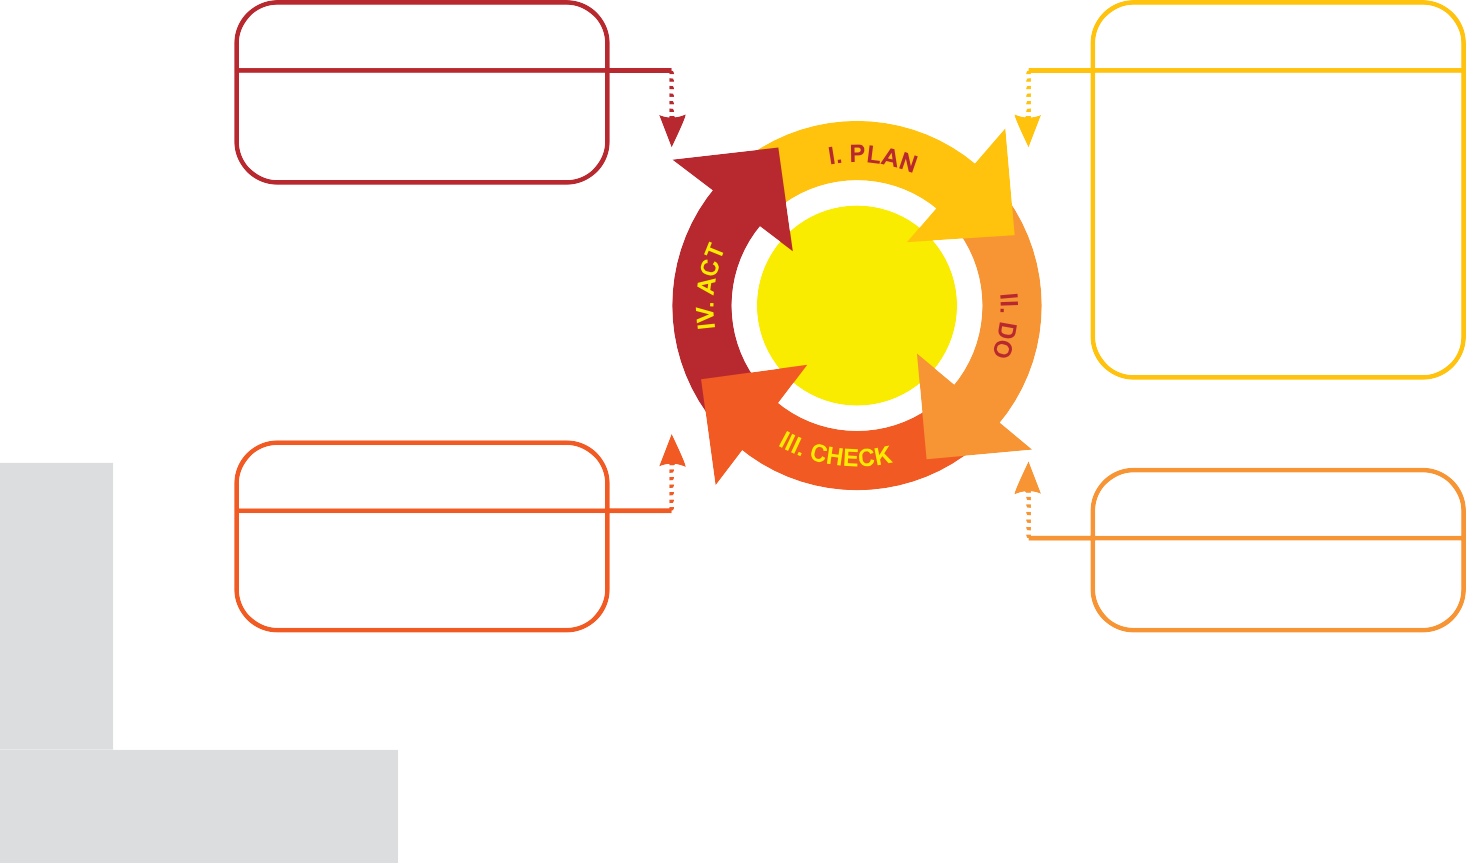 I. PLAN
II. DO
III. CHECK
IV. ACT